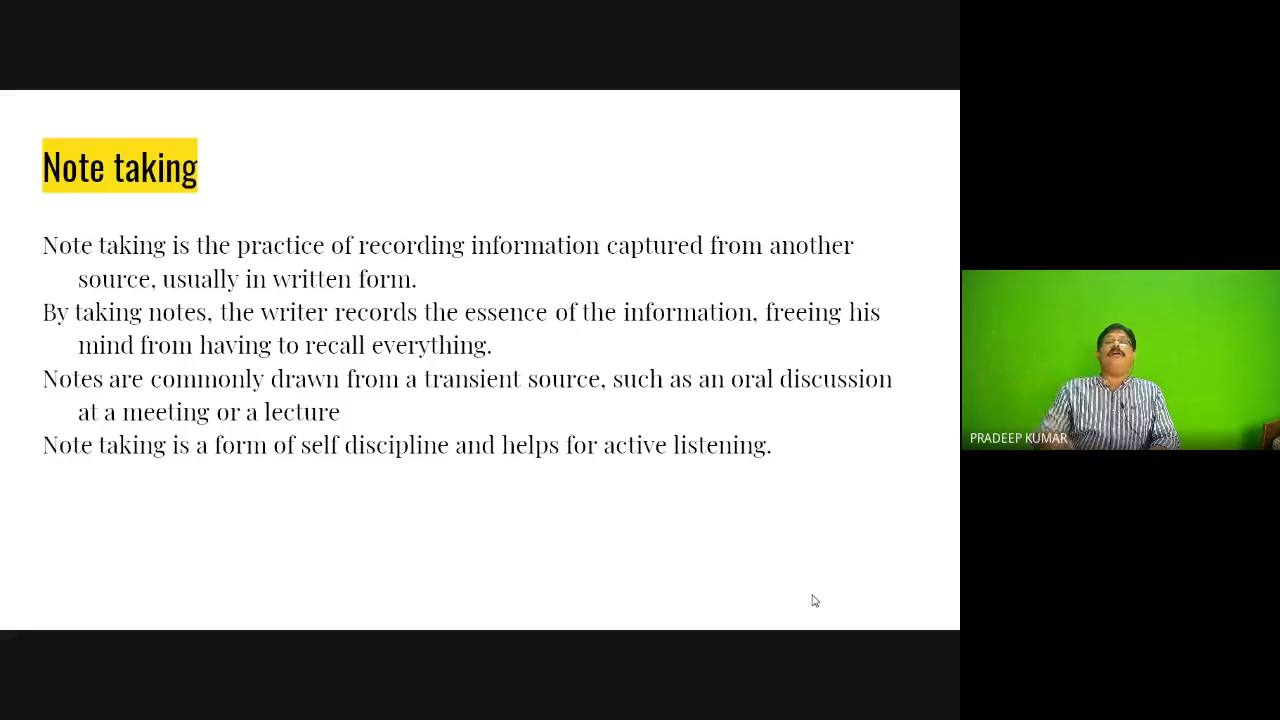 Note taking
Note taking is the practice of recording information captured from another
source, usually in written form.
By taking notes, the writer records the essence of the information, freeing his
mind from having to recall everything.
Notes are commonly drawn from a transient source, such as an oral discussion
at a meeting or a lecture
Note taking is a form of self discipline and helps for active listening.
PRADEEP KUMAR